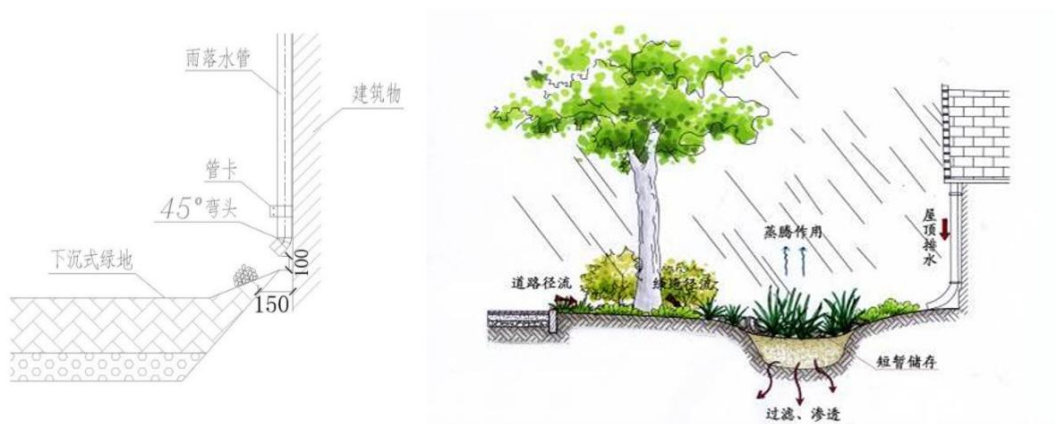 雨落水管
建筑物
管卡
45°弯头
下沉式绿地
100
150
蒸腾作用
屋顶接水
道路径流
绿地径流
短暂储存
过滤、渗透